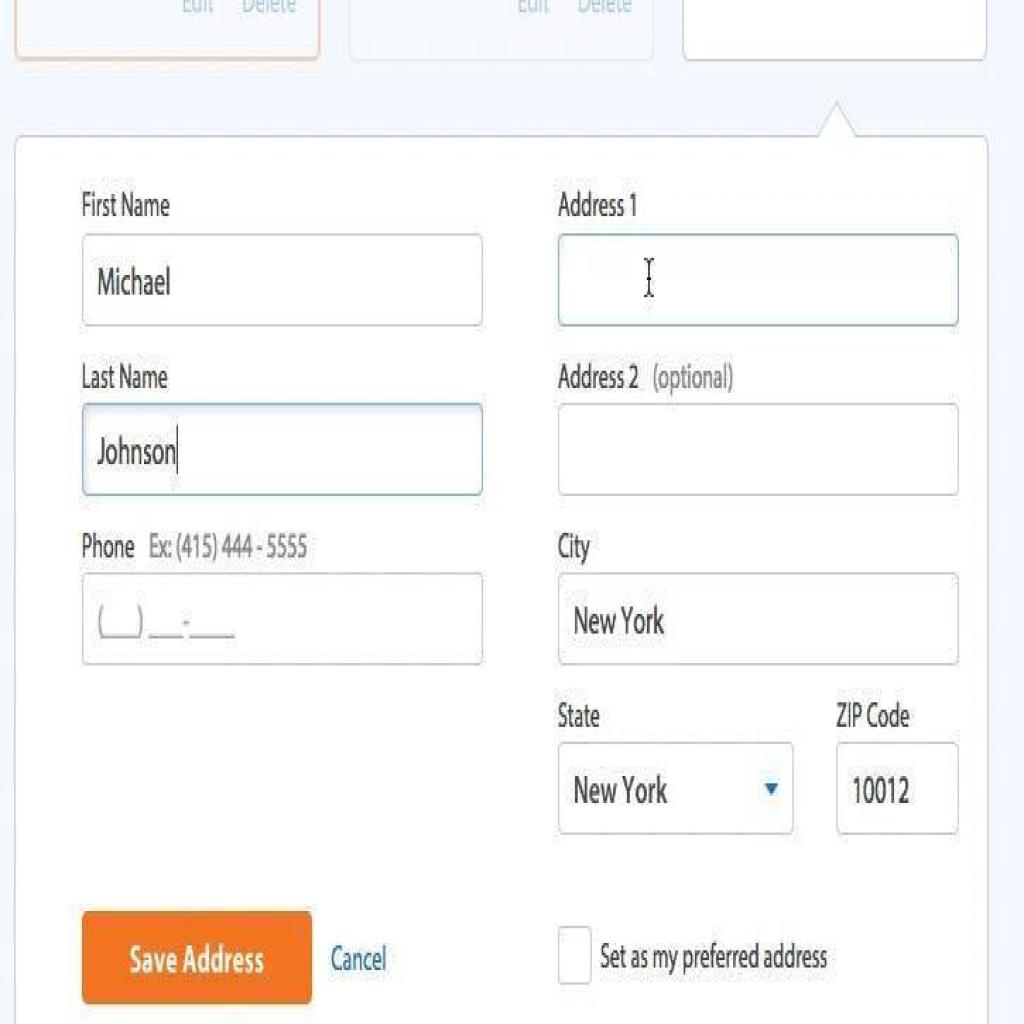 Edit Delete
Edit Delete
First Name
Michael
Last Name
Johnson
Phone Ex: (415) 444 - 5555
(___) ___-____
Address 1
Address 2 (optional)
City
New York
State
New York
ZIP Code
10012
Save Address Cancel
Set as my preferred address